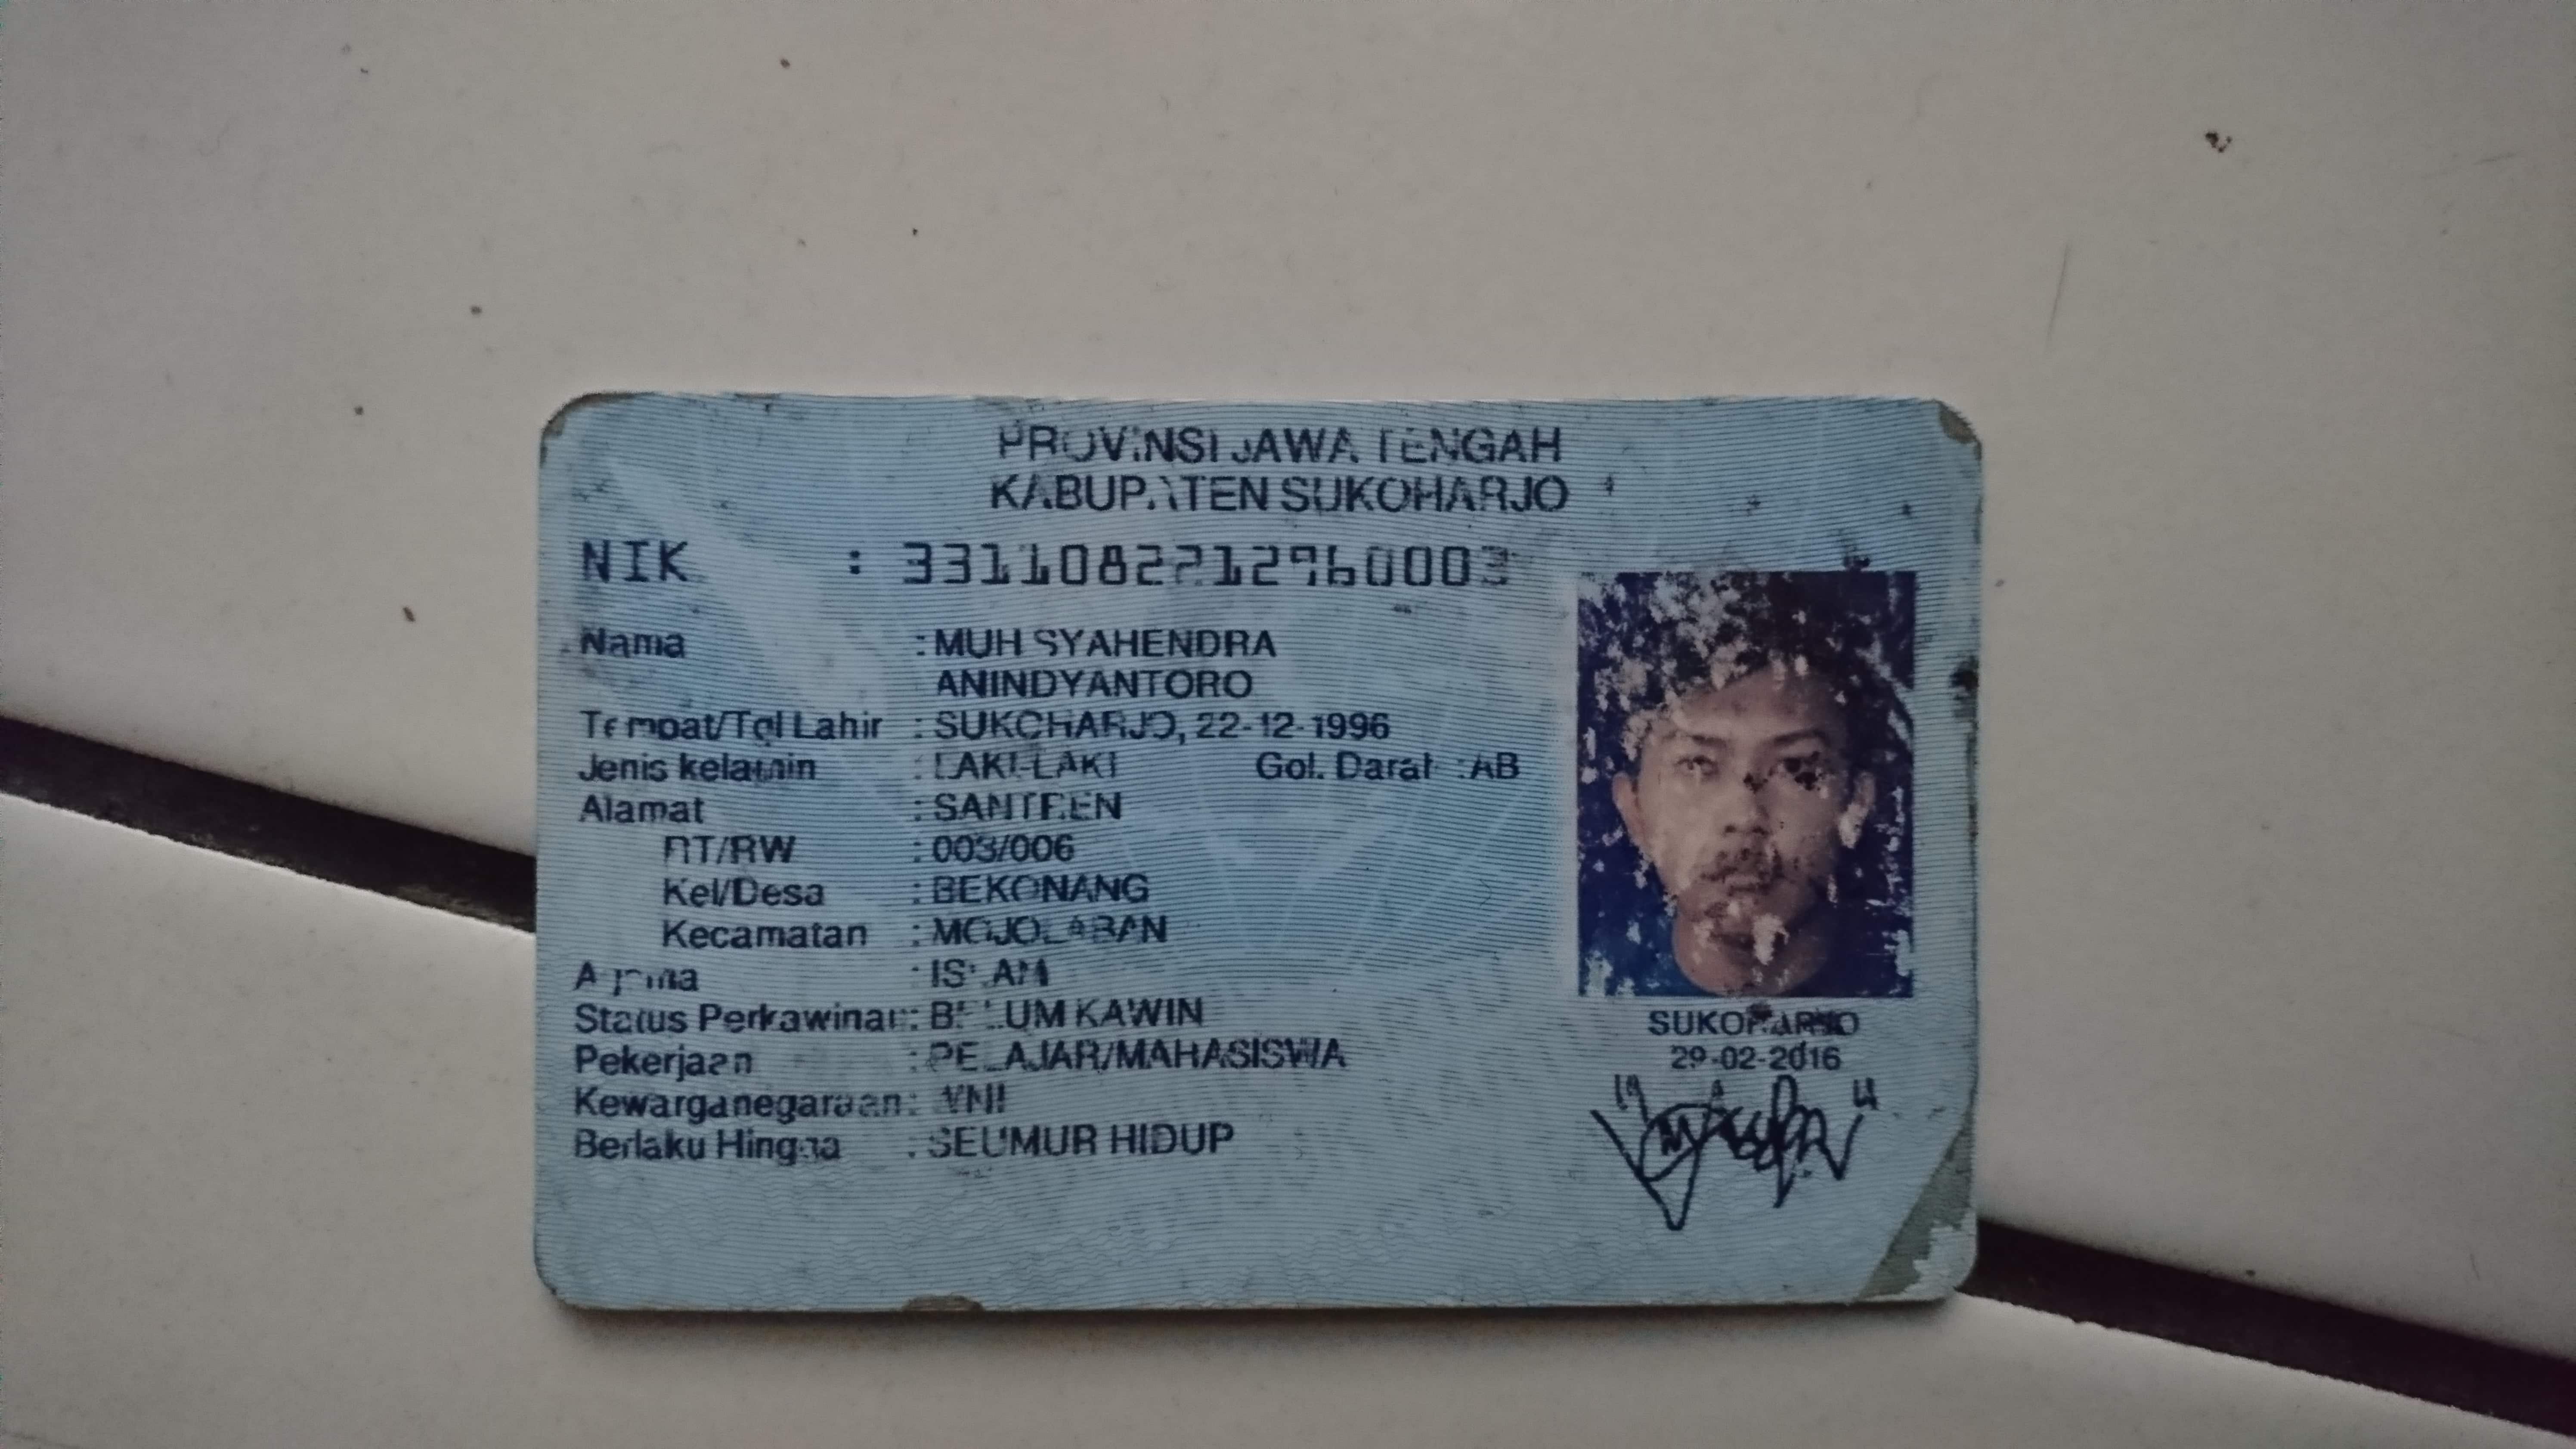 PROVINSI JAWA TENGAH
KABUPATEN SUKOHARJO
NIK : 3311082212960003
Nama : MUH SYAHENDRA
ANINDYANTORO
Tempat/Tgl Lahir : SUKOHARJO, 22-12-1996
Jenis kelamin : LAKI-LAKI Gol. Darah : AB
Alamat : SANTREN
RT/RW : 003/006
Kel/Desa : BEKONANG
Kecamatan : MOJOLABAN
Agama : ISLAM
Status Perkawinan: BELUM KAWIN
Pekerjaan : PELAJAR/MAHASISWA
Kewarganegaraan: WNI
Berlaku Hingga : SEUMUR HIDUP
SUKOHARJO
29-02-2016